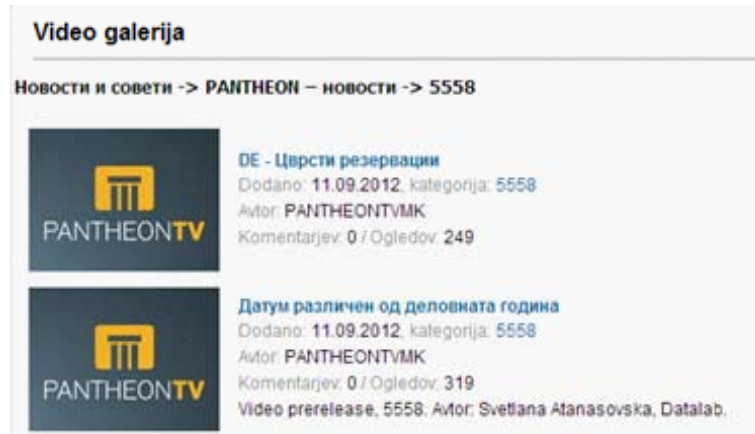 Video galerija
Новости и совети -> PANTHEON – новости -> 5558
PANTHEONTV
DE - Цврсти резервации
Dodano: 11.09.2012, kategorija: 5558
Avtor: PANTHEONTVMK
Komentarjev: 0 / Ogledov: 249
PANTHEONTV
Датум различен од деловната година
Dodano: 11.09.2012, kategorija: 5558
Avtor: PANTHEONTVMK
Komentarjev: 0 / Ogledov: 319
Video prerelease, 5558. Avtor: Svetlana Atanasovska, Datalab.